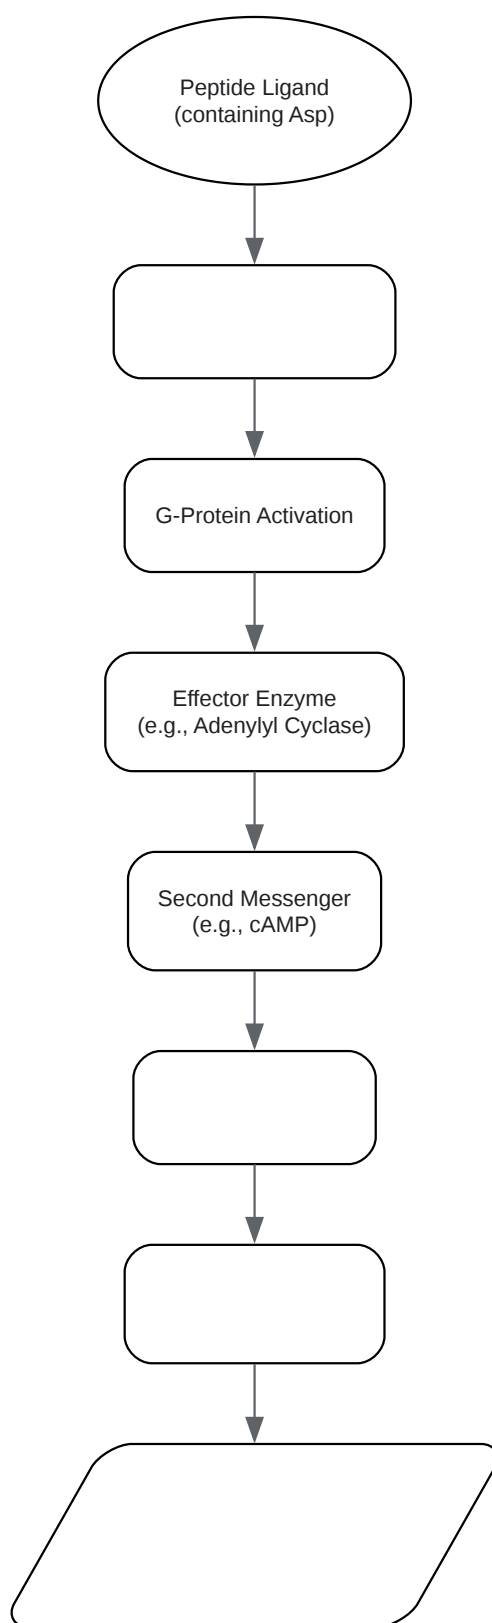 Peptide Ligand
(containing Asp)
G-Protein Activation
Effector Enzyme
(e.g., Adenylyl Cyclase)
Second Messenger
(e.g., cAMP)